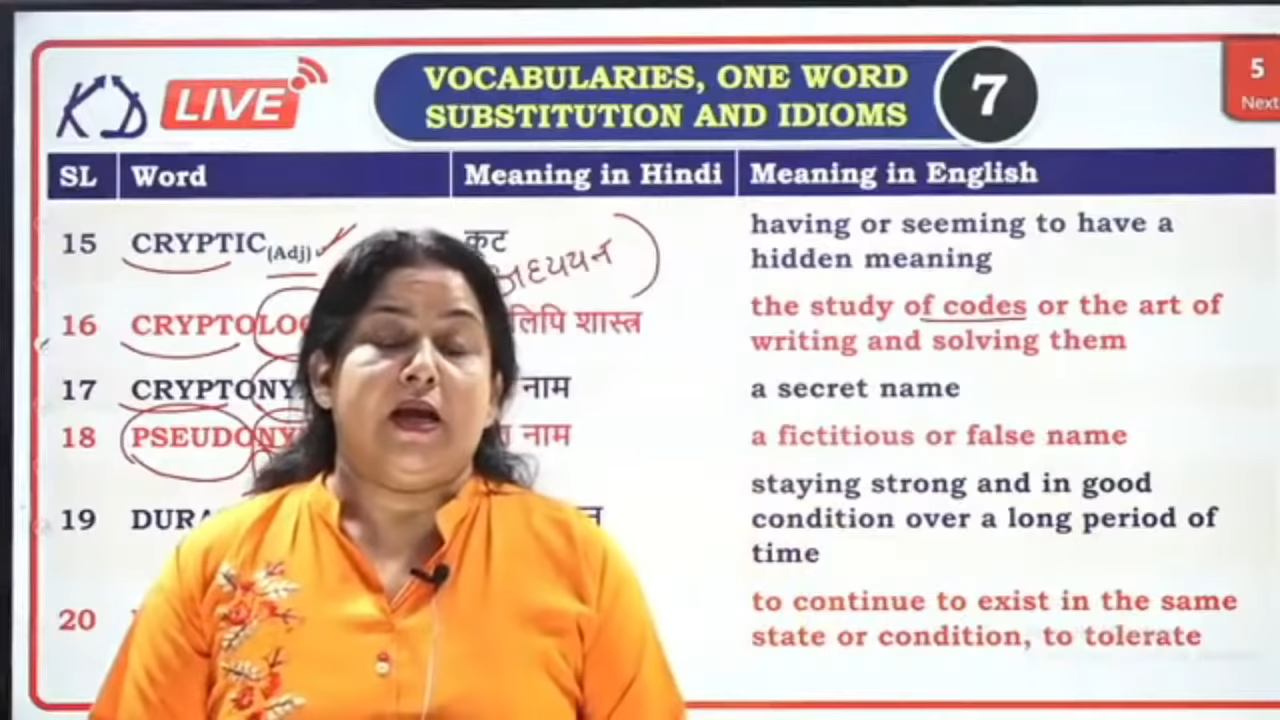 KD LIVE
VOCABULARIES, ONE WORD
SUBSTITUTION AND IDIOMS
7
5
Next
SL Word Meaning in Hindi Meaning in English
15 CRYPTIC (Adj) कूट having or seeming to have a
hidden meaning
अध्ययन
16 लिपि शास्त्र the study of codes or the art of
writing and solving them
17 नाम a secret name
18 नाम a fictitious or false name
19 staying strong and in good
condition over a long period of
time
20 to continue to exist in the same
state or condition, to tolerate